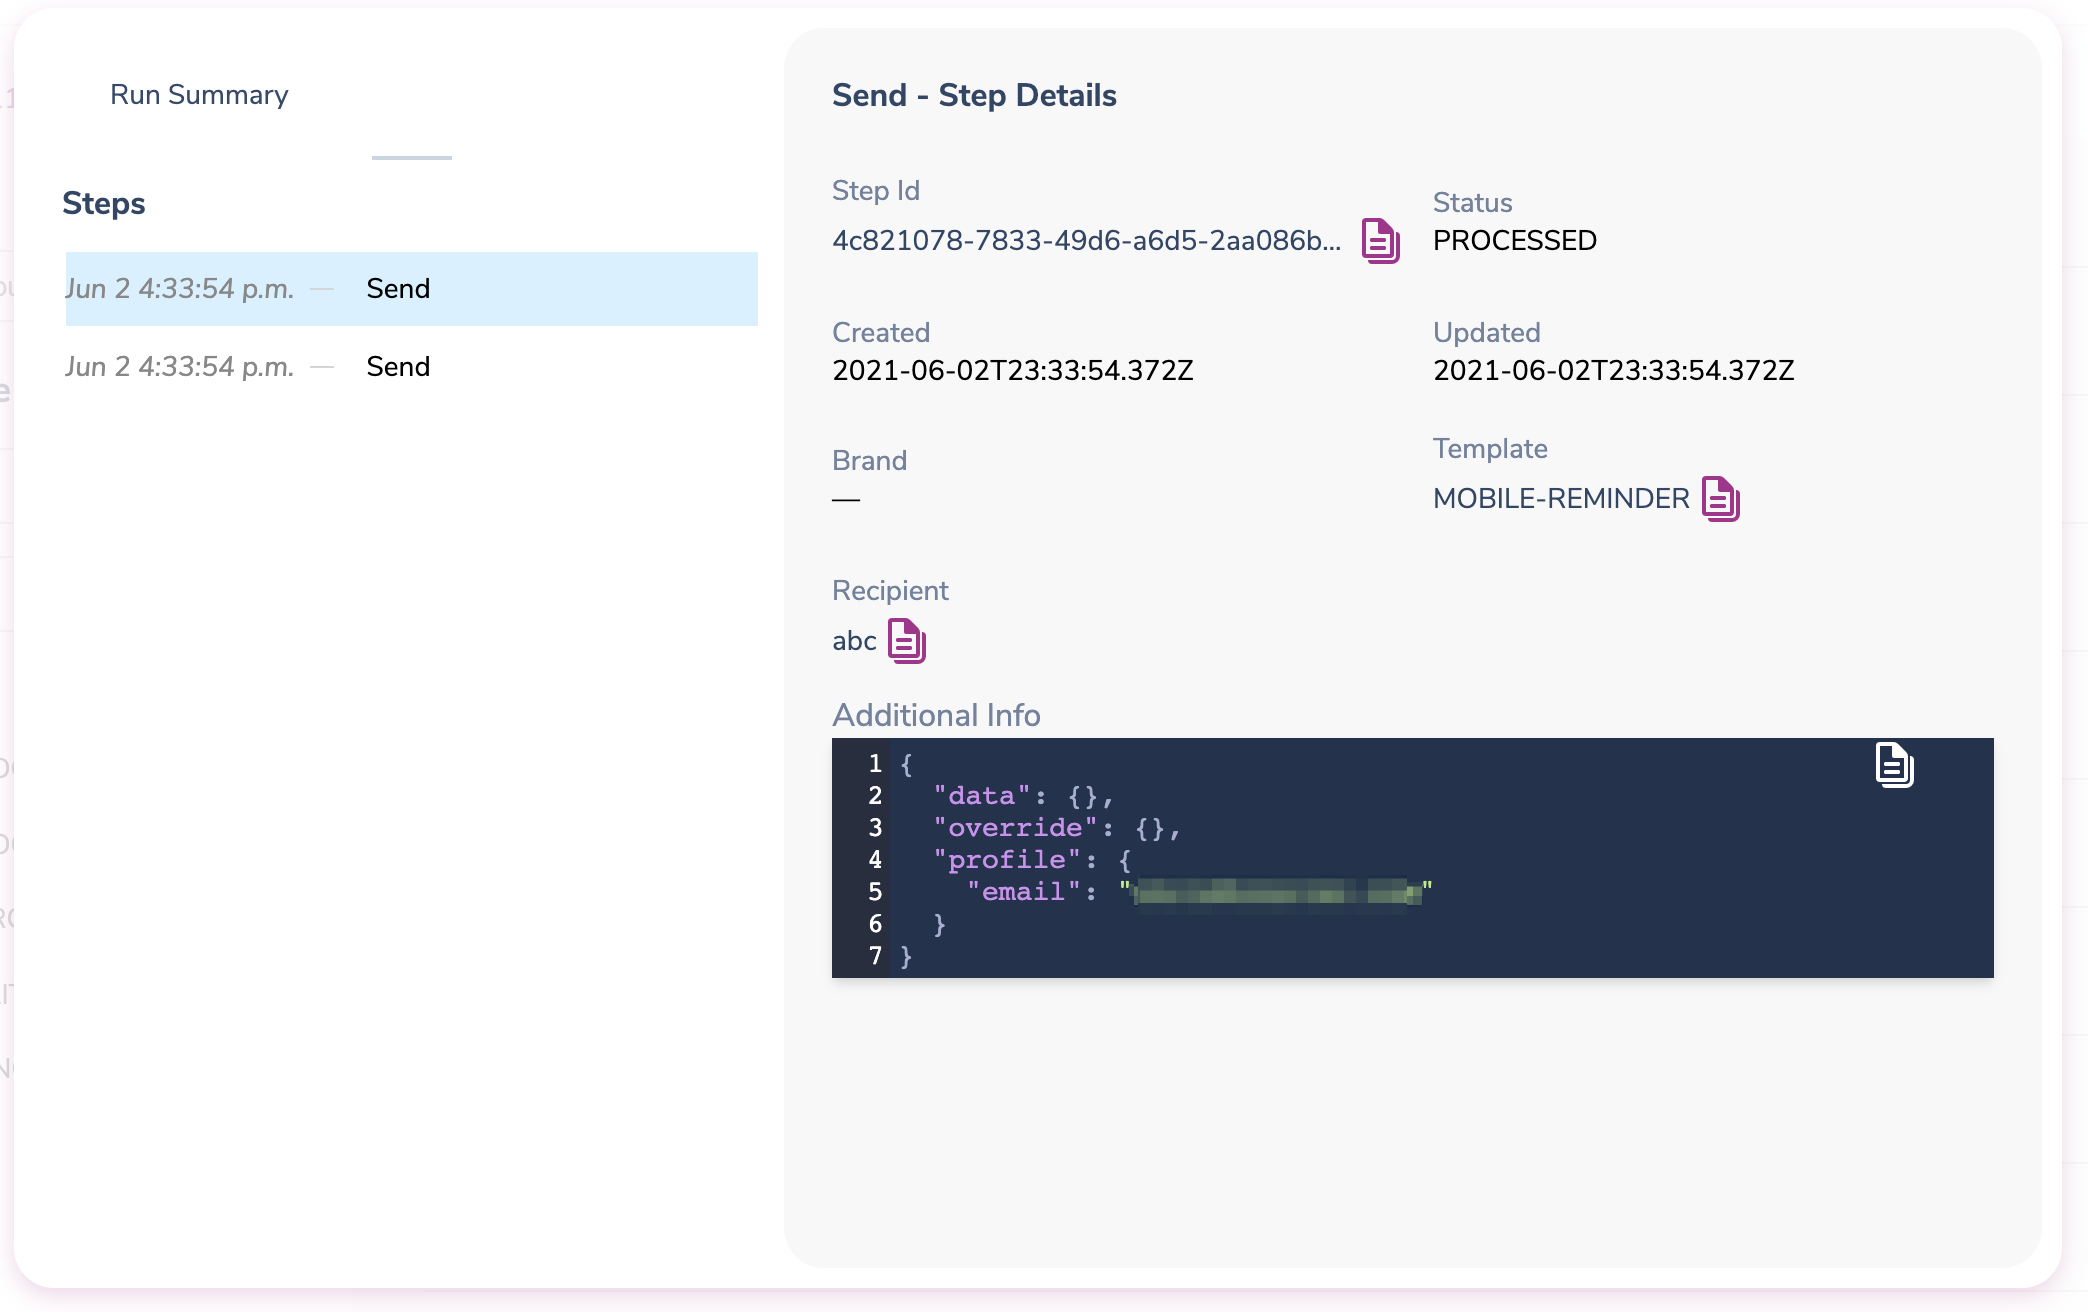 Run Summary
Steps
Jun 2 4:33:54 p.m. — Send
Jun 2 4:33:54 p.m. — Send
Send - Step Details
Step Id
4c821078-7833-49d6-a6d5-2aa086b...
Status
PROCESSED
Created
2021-06-02T23:33:54.372Z
Updated
2021-06-02T23:33:54.372Z
Brand
—
Template
MOBILE-REMINDER
Recipient
abc
Additional Info
1 {
2   "data": {},
3   "override": {},
4   "profile": {
5     "email": ""
6   }
7 }